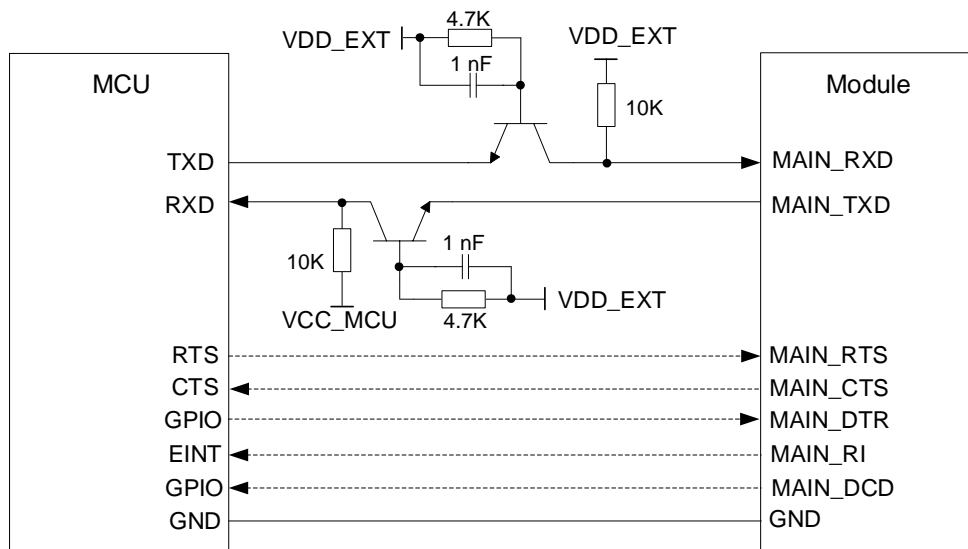 4.7K
VDD_EXT
VDD_EXT
1 nF
MCU
Module
10K
TXD
MAIN_RXD
RXD
MAIN_TXD
1 nF
10K
VDD_EXT
VCC_MCU
4.7K
RTS
MAIN_RTS
CTS
MAIN_CTS
GPIO
MAIN_DTR
EINT
MAIN_RI
GPIO
MAIN_DCD
GND
GND